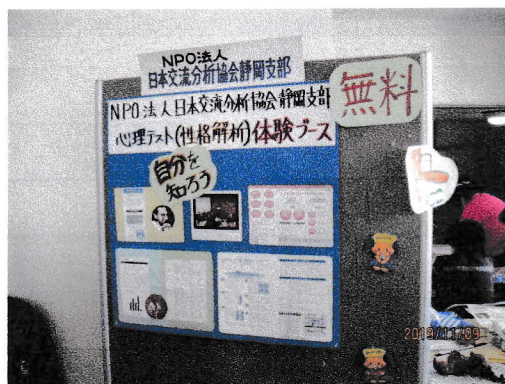 NPO法人
日本交流分析協会静岡支部
無料
NPO法人日本交流分析協会静岡支部
心理テスト(性格解析)体験ブース
自分を
知ろう
2019/11/09